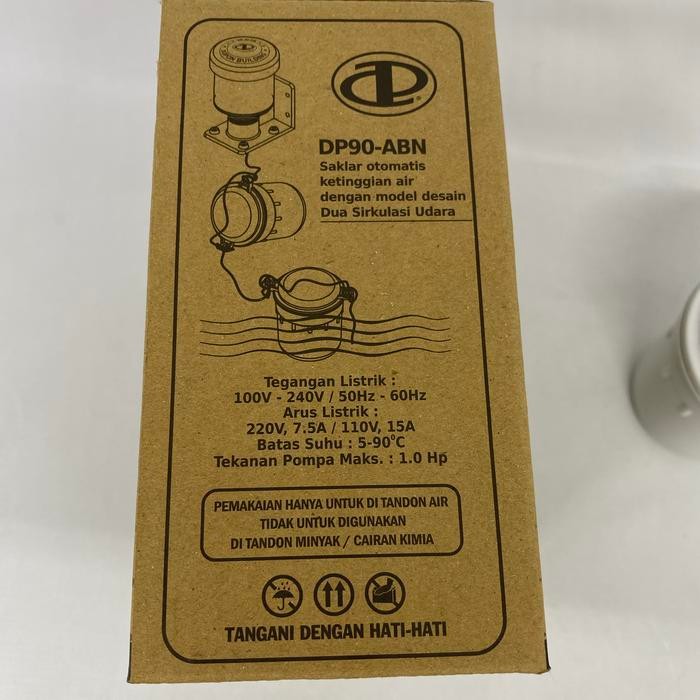 DP90-ABN
Saklar otomatis
ketinggian air
dengan model desain
Dua Sirkulasi Udara
Tegangan Listrik :
100V - 240V / 50Hz - 60Hz
Arus Listrik :
220V, 7.5A / 110V, 15A
Batas Suhu : 5-90°C
Tekanan Pompa Maks. : 1.0 Hp
PEMAKAIAN HANYA UNTUK DI TANDON AIR
TIDAK UNTUK DIGUNAKAN
DI TANDON MINYAK / CAIRAN KIMIA
TANGANI DENGAN HATI-HATI